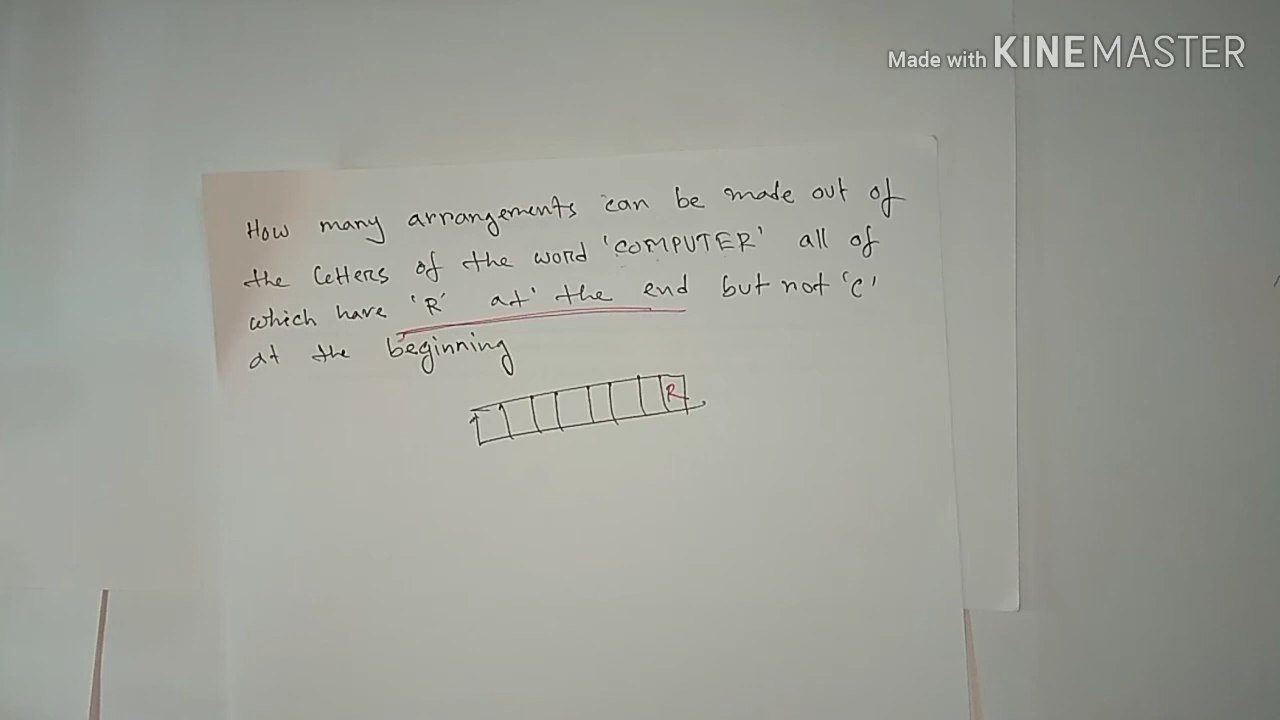 Made with KINEMASTER
How many arrangements can be made out of
the letters of the word 'COMPUTER' all of
which have 'R' at the end but not 'C'
at the beginning
R